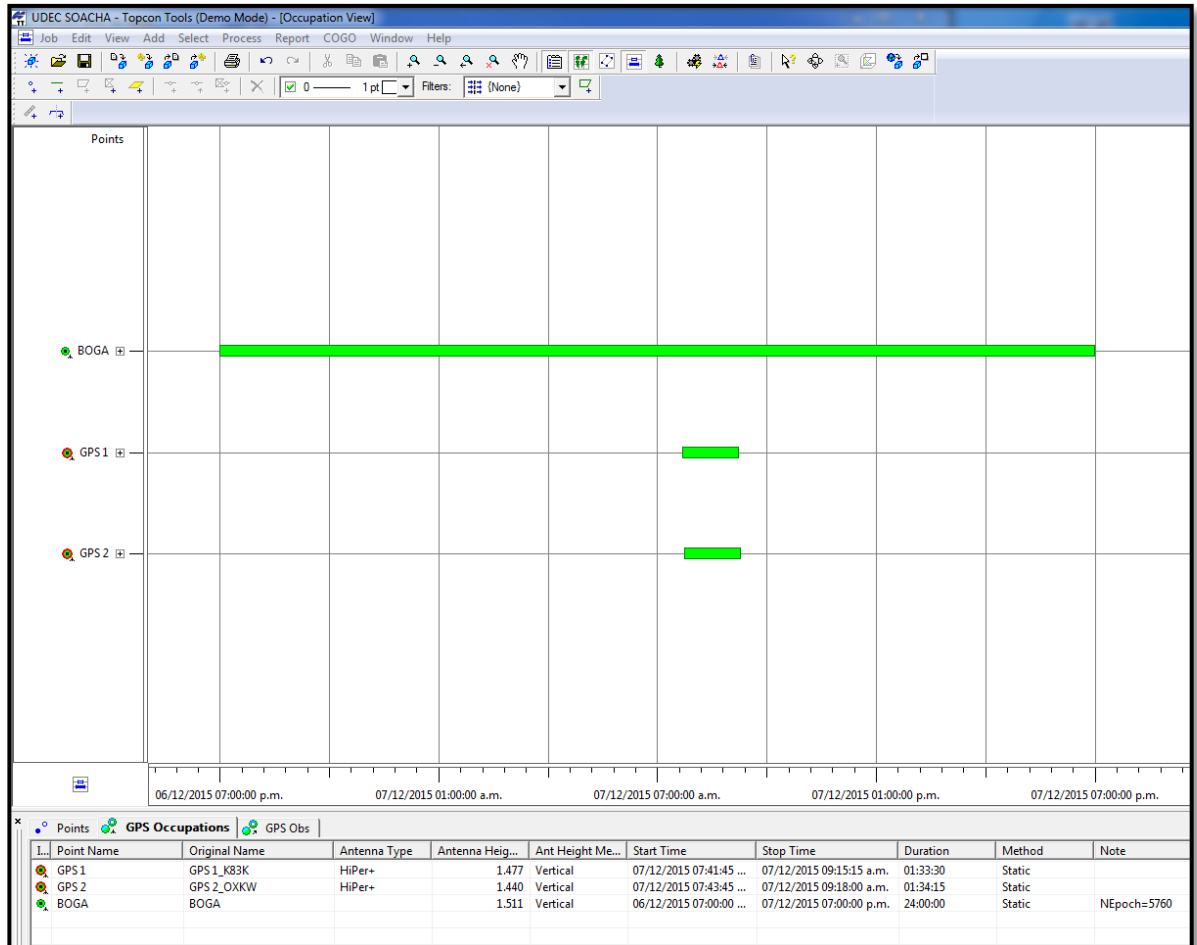 UDEC SOACHA - Topcon Tools (Demo Mode) - [Occupation View]
Job Edit View Add Select Process Report COGO Window Help
0 1 pt Filters: {None}
Points
BOGA
GPS 1
GPS 2
06/12/2015 07:00:00 p.m. 07/12/2015 01:00:00 a.m. 07/12/2015 07:00:00 a.m. 07/12/2015 01:00:00 p.m. 07/12/2015 07:00:00 p.m.
Points GPS Occupations GPS Obs
I... Point Name Original Name Antenna Type Antenna Heig... Ant Height Me... Start Time Stop Time Duration Method Note
GPS 1 GPS 1_K83K HiPer+ 1.477 Vertical 07/12/2015 07:41:45 ... 07/12/2015 09:15:15 a.m. 01:33:30 Static
GPS 2 GPS 2_OXKW HiPer+ 1.440 Vertical 07/12/2015 07:43:45 ... 07/12/2015 09:18:00 a.m. 01:34:15 Static
BOGA BOGA 1.511 Vertical 06/12/2015 07:00:00 ... 07/12/2015 07:00:00 p.m. 24:00:00 Static NEpoch=5760